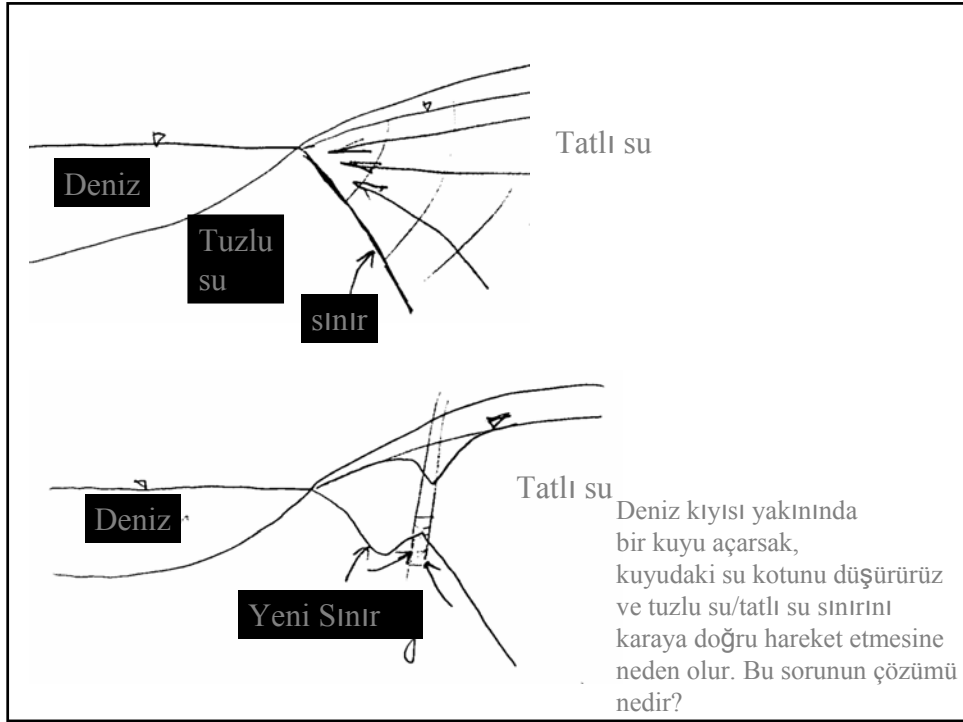 Tatlı su
Deniz
Tuzlu
su
sınır
Tatlı su
Deniz
Yeni Sınır
Deniz kıyısı yakınında
bir kuyu açarsak,
kuyudaki su kotunu düşürürüz
ve tuzlu su/tatlı su sınırını
karaya doğru hareket etmesine
neden olur. Bu sorunun çözümü
nedir?